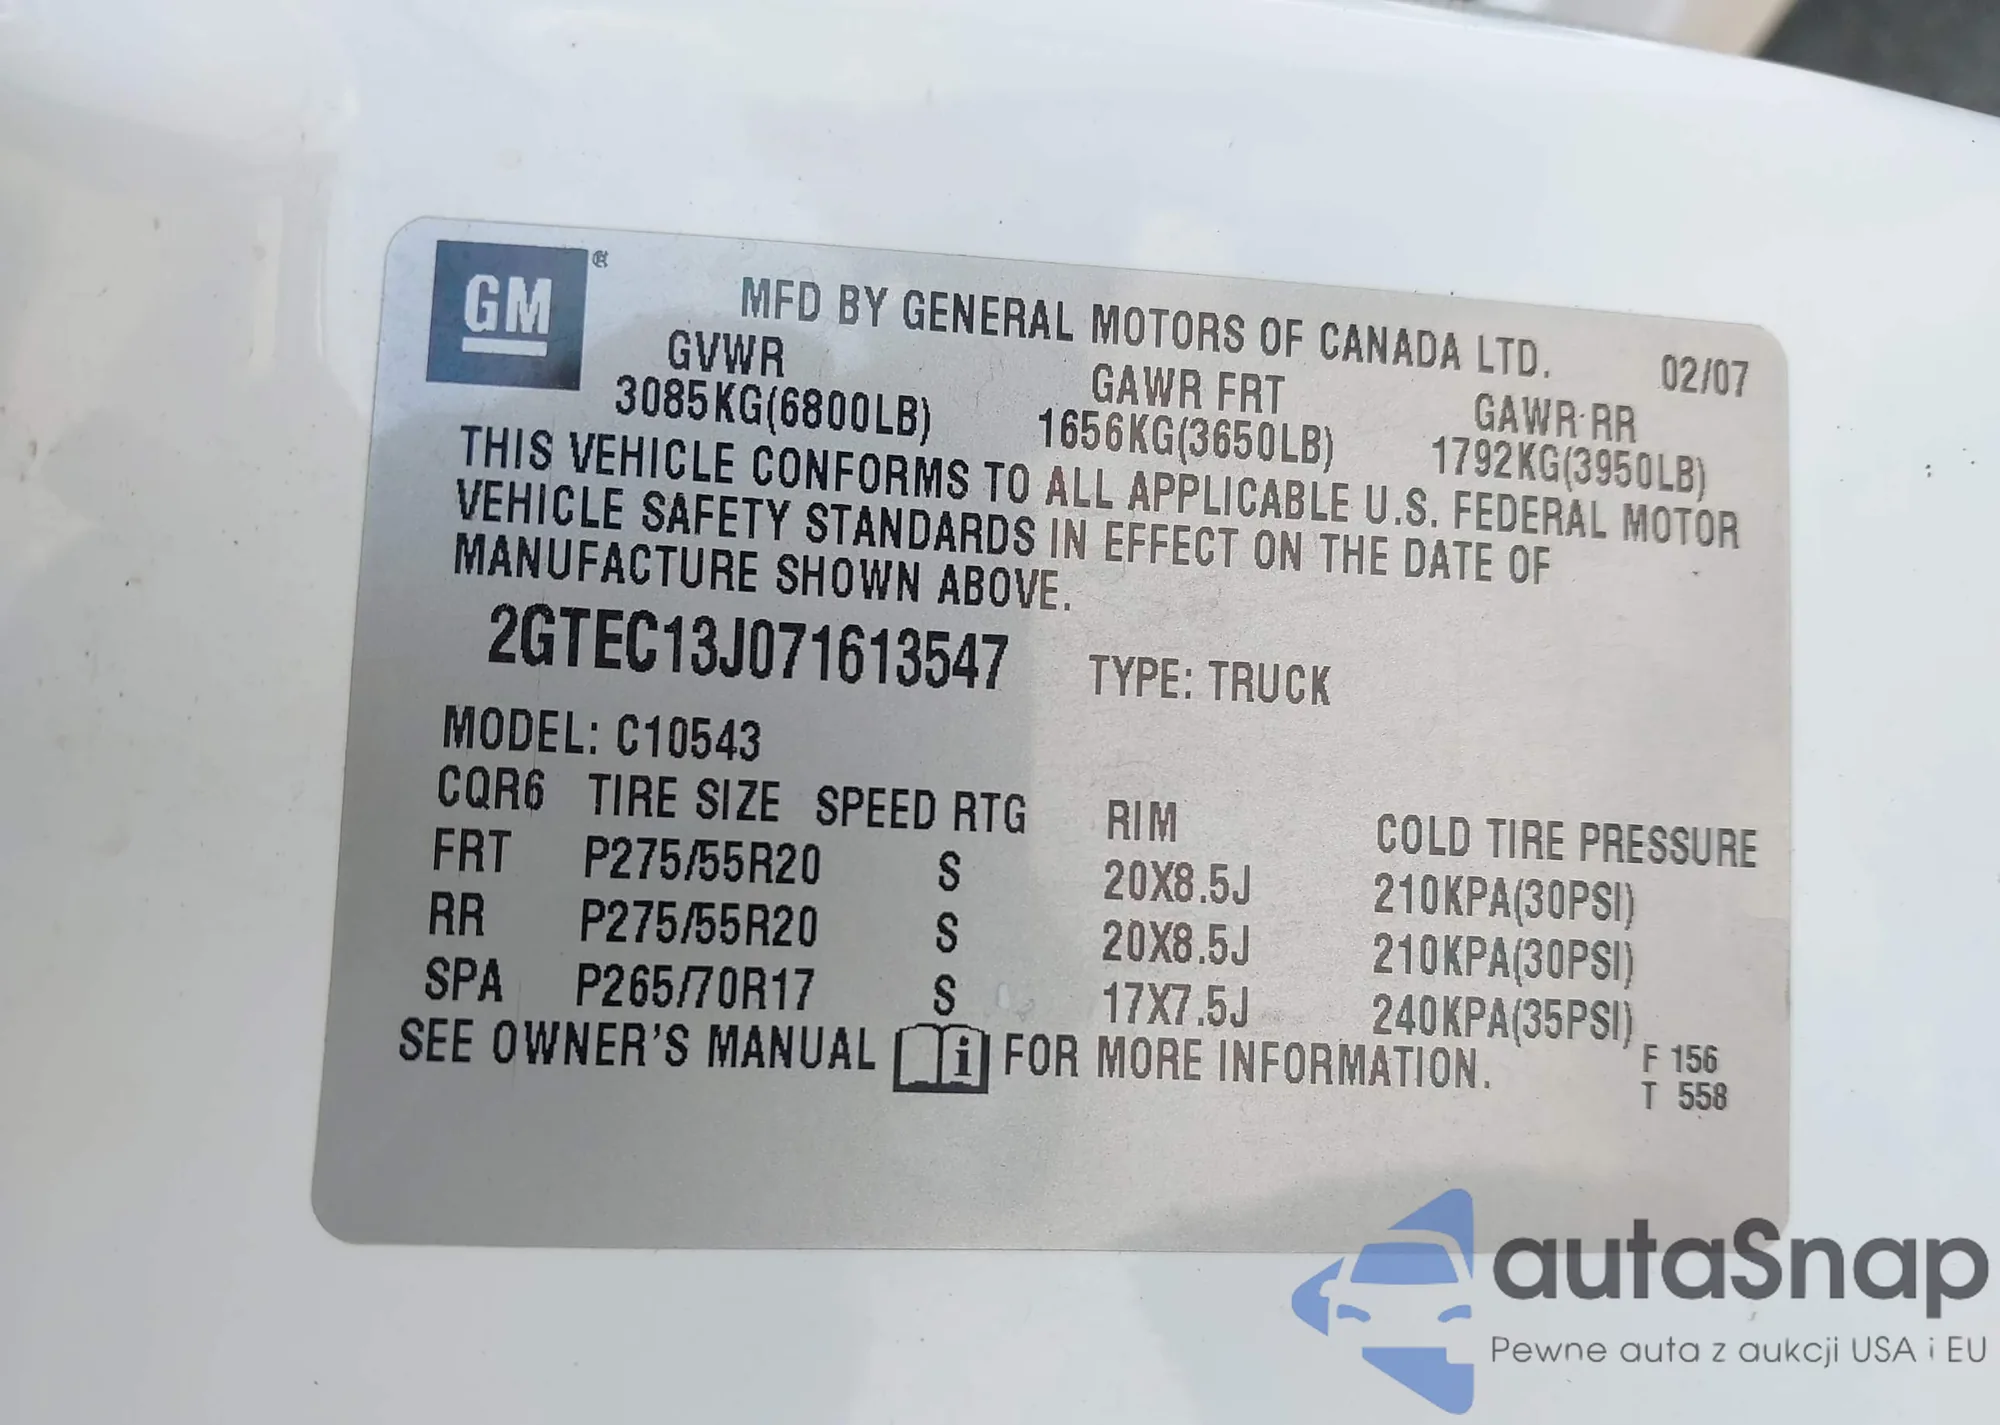 GM
MFD BY GENERAL MOTORS OF CANADA LTD. 02/07
GVWR GAWR FRT GAWR RR
3085KG(6800LB) 1656KG(3650LB) 1792KG(3950LB)
THIS VEHICLE CONFORMS TO ALL APPLICABLE U.S. FEDERAL MOTOR
VEHICLE SAFETY STANDARDS IN EFFECT ON THE DATE OF
MANUFACTURE SHOWN ABOVE.
2GTEC13J071613547 TYPE: TRUCK
MODEL: C10543
CQR6 TIRE SIZE SPEED RTG RIM COLD TIRE PRESSURE
FRT P275/55R20 S 20X8.5J 210KPA(30PSI)
RR P275/55R20 S 20X8.5J 210KPA(30PSI)
SPA P265/70R17 S 17X7.5J 240KPA(35PSI)
SEE OWNER'S MANUAL i FOR MORE INFORMATION.
F 156
T 558
autaSnap
Pewne auta z aukcji USA i EU